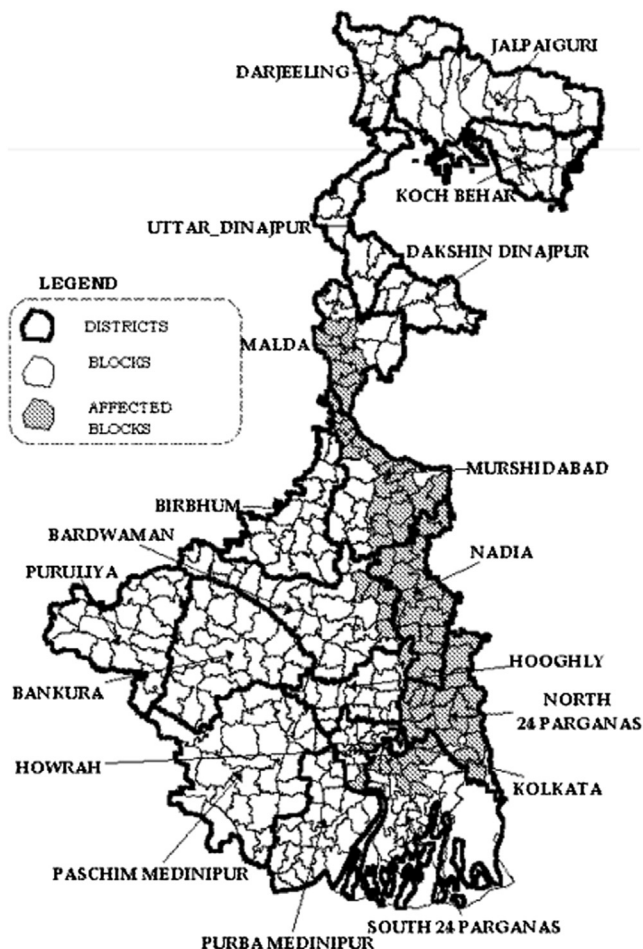 JALPAIGURI
DARJEELING
KOCH BEHAR
UTTAR_DINAJPUR
DAKSHIN DINAJPUR
LEGEND
DISTRICTS
BLOCKS
AFFECTED
BLOCKS
MALDA
MURSHIDABAD
BIRBHUM
BARDWAMAN
NADIA
PURULIYA
HOOGHLY
BANKURA
NORTH
24 PARGANAS
HOWRAH
KOLKATA
PASCHIM MEDINIPUR
SOUTH 24 PARGANAS
PURBA MEDINIPUR